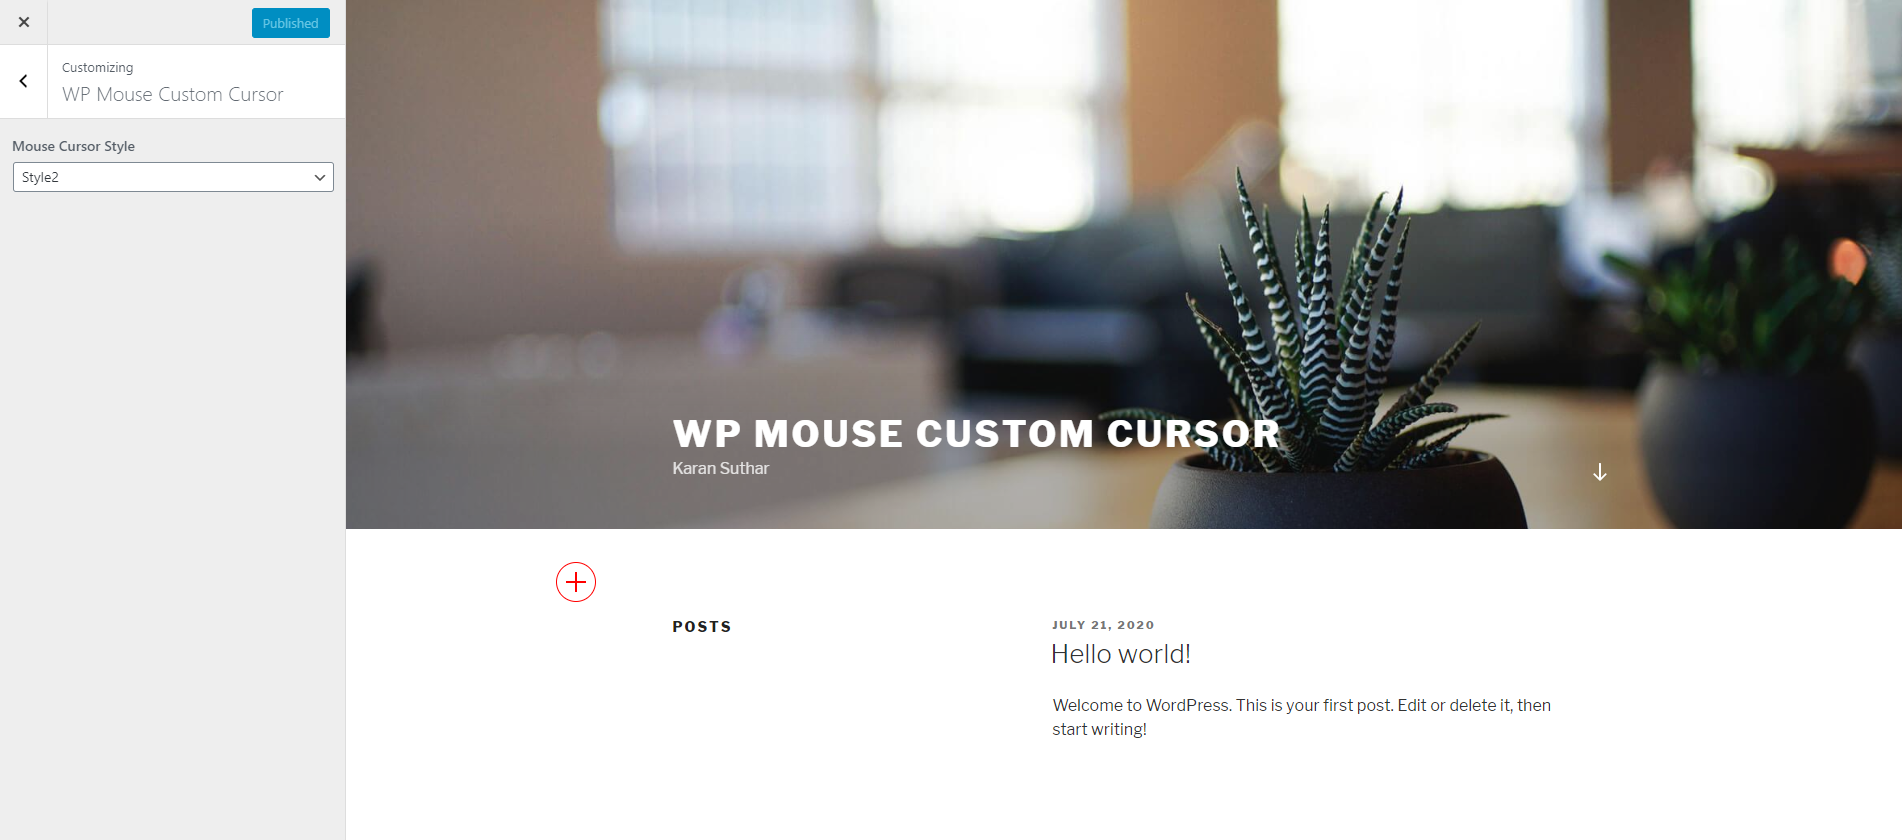 Published
Customizing
WP Mouse Custom Cursor
Mouse Cursor Style
Style2
WP MOUSE CUSTOM CURSOR
Karan Suthar
POSTS
JULY 21, 2020
Hello world!
Welcome to WordPress. This is your first post. Edit or delete it, then
start writing!